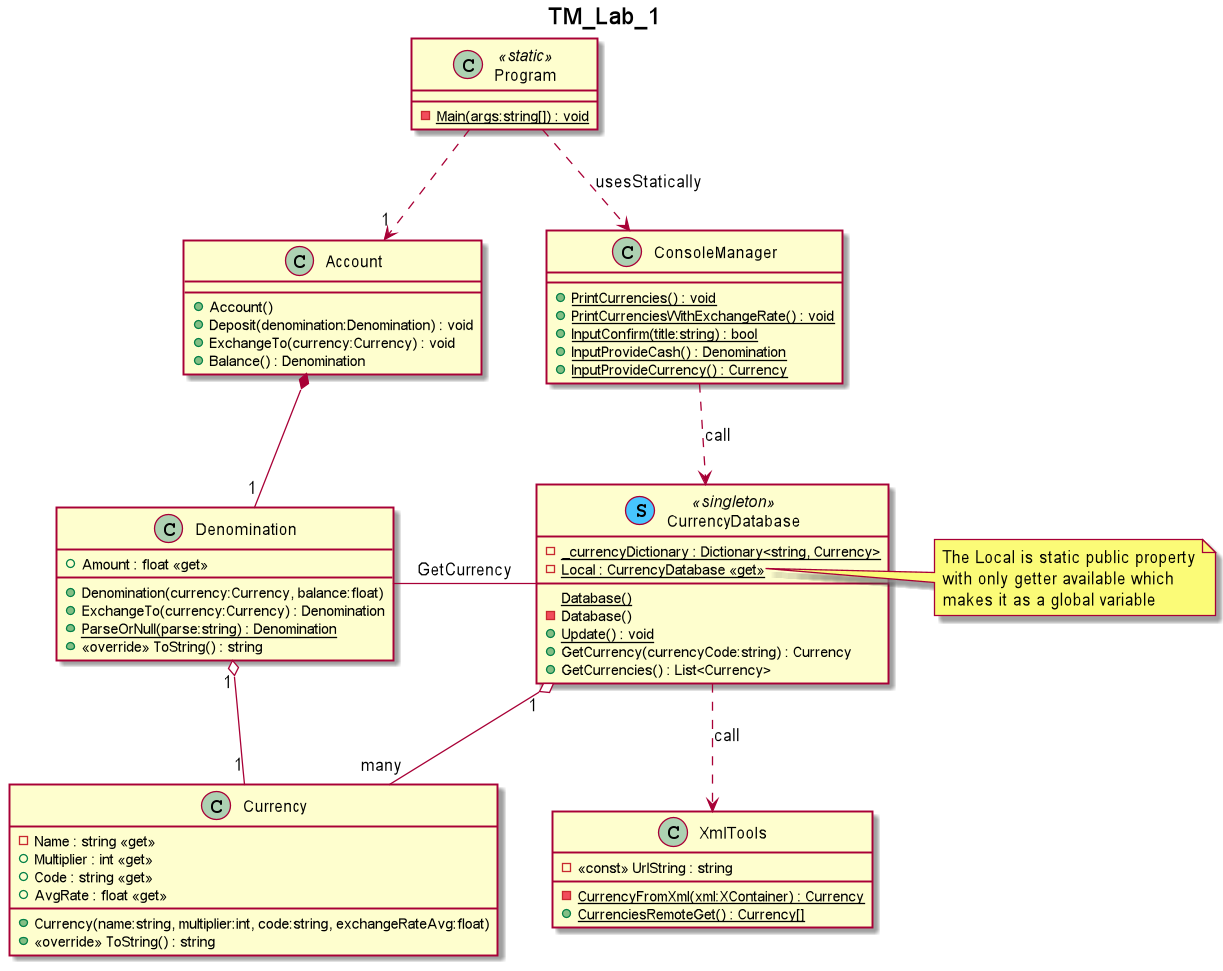 TM_Lab_1
C
«static»
Program
Main(args:string[]) : void
usesStatically
1
C
Account
Account()
Deposit(denomination:Denomination) : void
ExchangeTo(currency:Currency) : void
Balance() : Denomination
C
ConsoleManager
PrintCurrencies() : void
PrintCurrenciesWithExchangeRate() : void
InputConfirm(title:string) : bool
InputProvideCash() : Denomination
InputProvideCurrency() : Currency
call
1
C
Denomination
Amount : float «get»
Denomination(currency:Currency, balance:float)
ExchangeTo(currency:Currency) : Denomination
ParseOrNull(parse:string) : Denomination
«override» ToString() : string
GetCurrency
S
«singleton»
CurrencyDatabase
_currencyDictionary : Dictionary<string, Currency>
Local : CurrencyDatabase «get»
Database()
Database()
Update() : void
GetCurrency(currencyCode:string) : Currency
GetCurrencies() : List<Currency>
The Local is static public property
with only getter available which
makes it as a global variable
1
1
call
1
many
C
Currency
Name : string «get»
Multiplier : int «get»
Code : string «get»
AvgRate : float «get»
Currency(name:string, multiplier:int, code:string, exchangeRateAvg:float)
«override» ToString() : string
C
XmlTools
«const» UrlString : string
CurrencyFromXml(xml:XContainer) : Currency
CurrenciesRemoteGet() : Currency[]